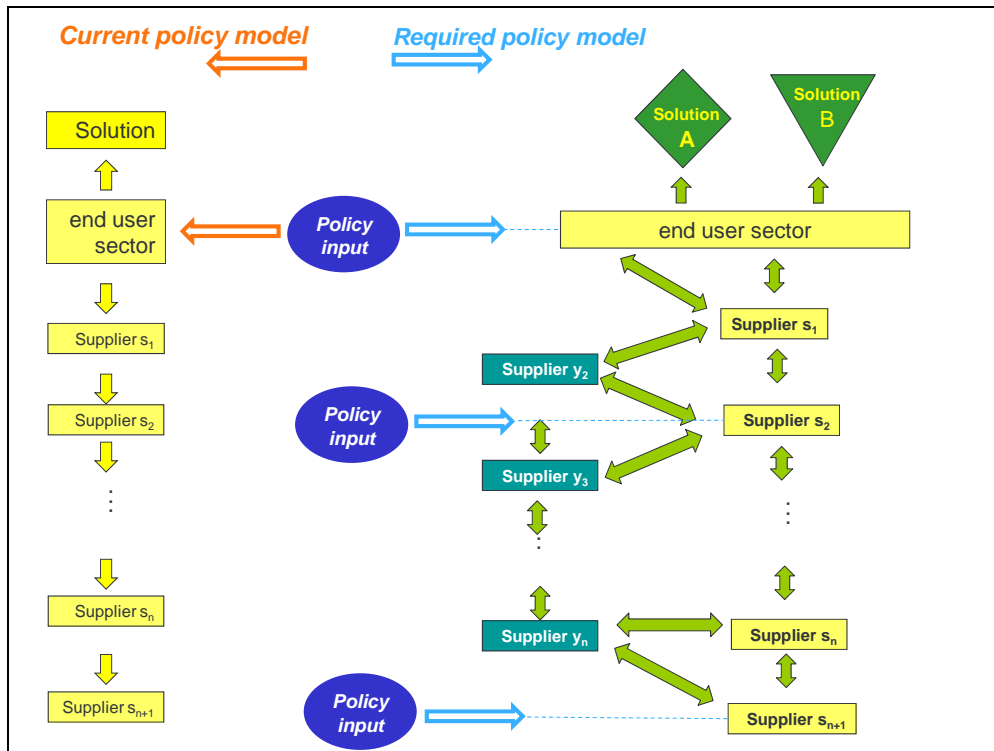 Current policy model
Required policy model
Solution
Solution
A
Solution
B
end user
sector
Policy
input
end user sector
Supplier s₁
Supplier s₁
Supplier y₂
Supplier s₂
Policy
input
Supplier s₂
Supplier y₃
⋮
⋮
⋮
Supplier sₙ
Supplier yₙ
Supplier sₙ
Supplier sₙ₊₁
Policy
input
Supplier sₙ₊₁